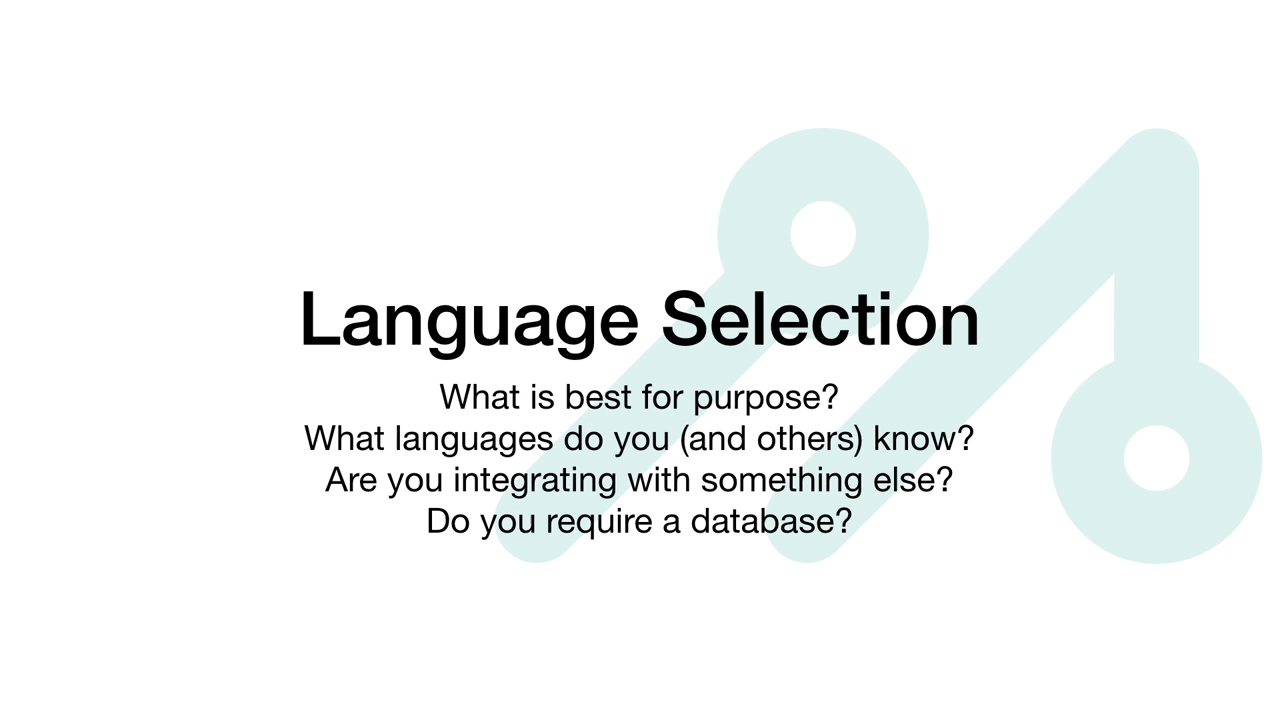 Language Selection
What is best for purpose?
What languages do you (and others) know?
Are you integrating with something else?
Do you require a database?